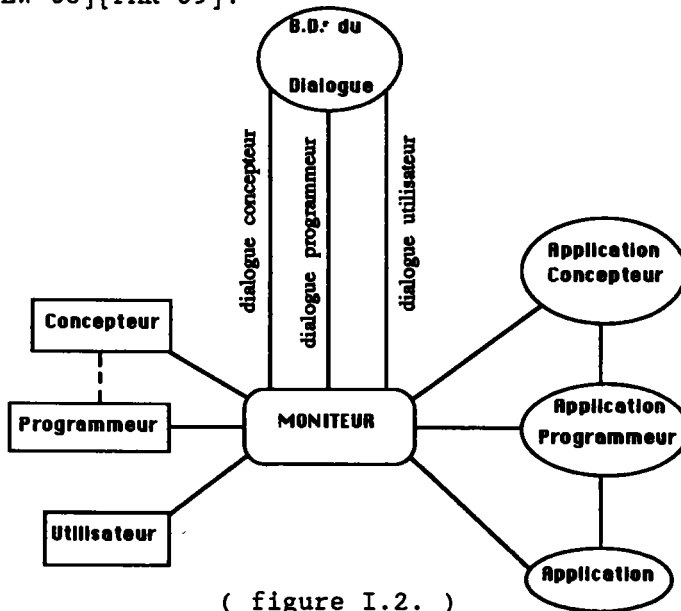 B.D. du
Dialogue
dialogue concepteur
dialogue programmeur
dialogue utilisateur
Application
Concepteur
Concepteur
Programmeur
MONITEUR
Application
Programmeur
Utilisateur
Application
( figure I.2. )